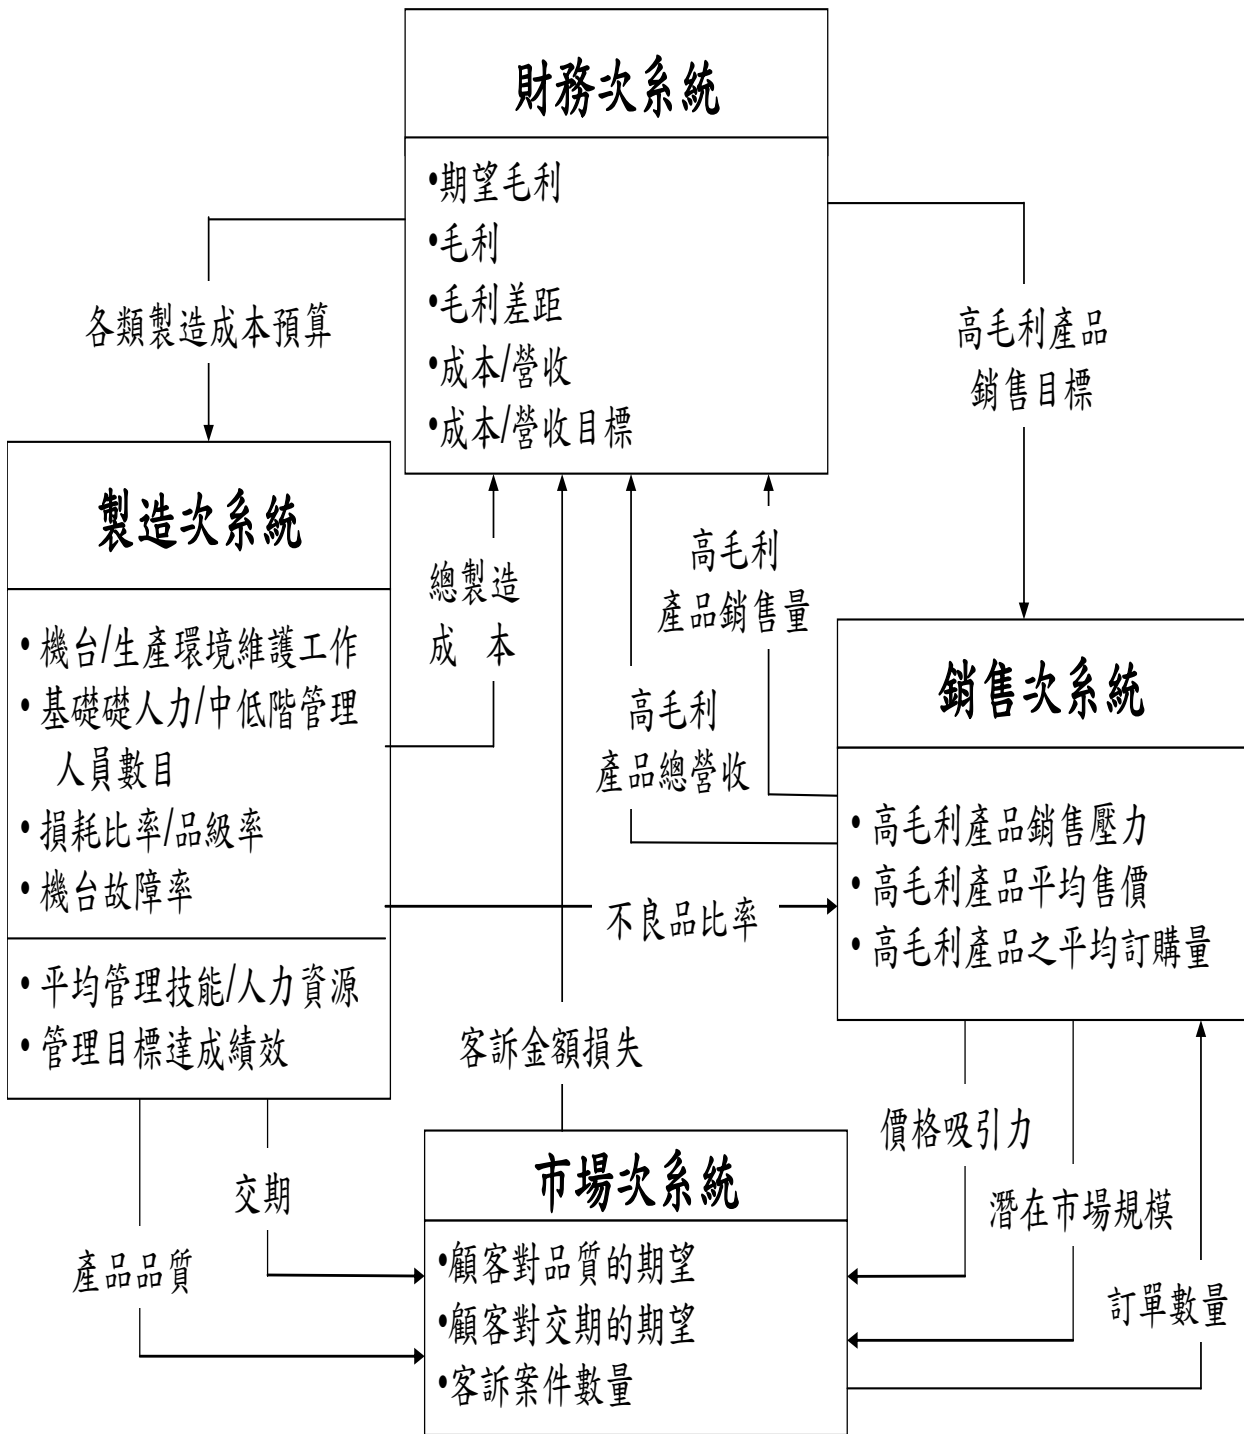 財務次系統
•期望毛利
•毛利
•毛利差距
•成本/營收
•成本/營收目標
各類製造成本預算
高毛利產品
銷售目標
製造次系統
• 機台/生產環境維護工作
• 基礎礎人力/中低階管理
人員數目
• 損耗比率/品級率
• 機台故障率
• 平均管理技能/人力資源
• 管理目標達成績效
總製造
成 本
高毛利
產品銷售量
高毛利
產品總營收
不良品比率
銷售次系統
• 高毛利產品銷售壓力
• 高毛利產品平均售價
• 高毛利產品之平均訂購量
客訴金額損失
交期
產品品質
價格吸引力
潛在市場規模
訂單數量
市場次系統
•顧客對品質的期望
•顧客對交期的期望
•客訴案件數量